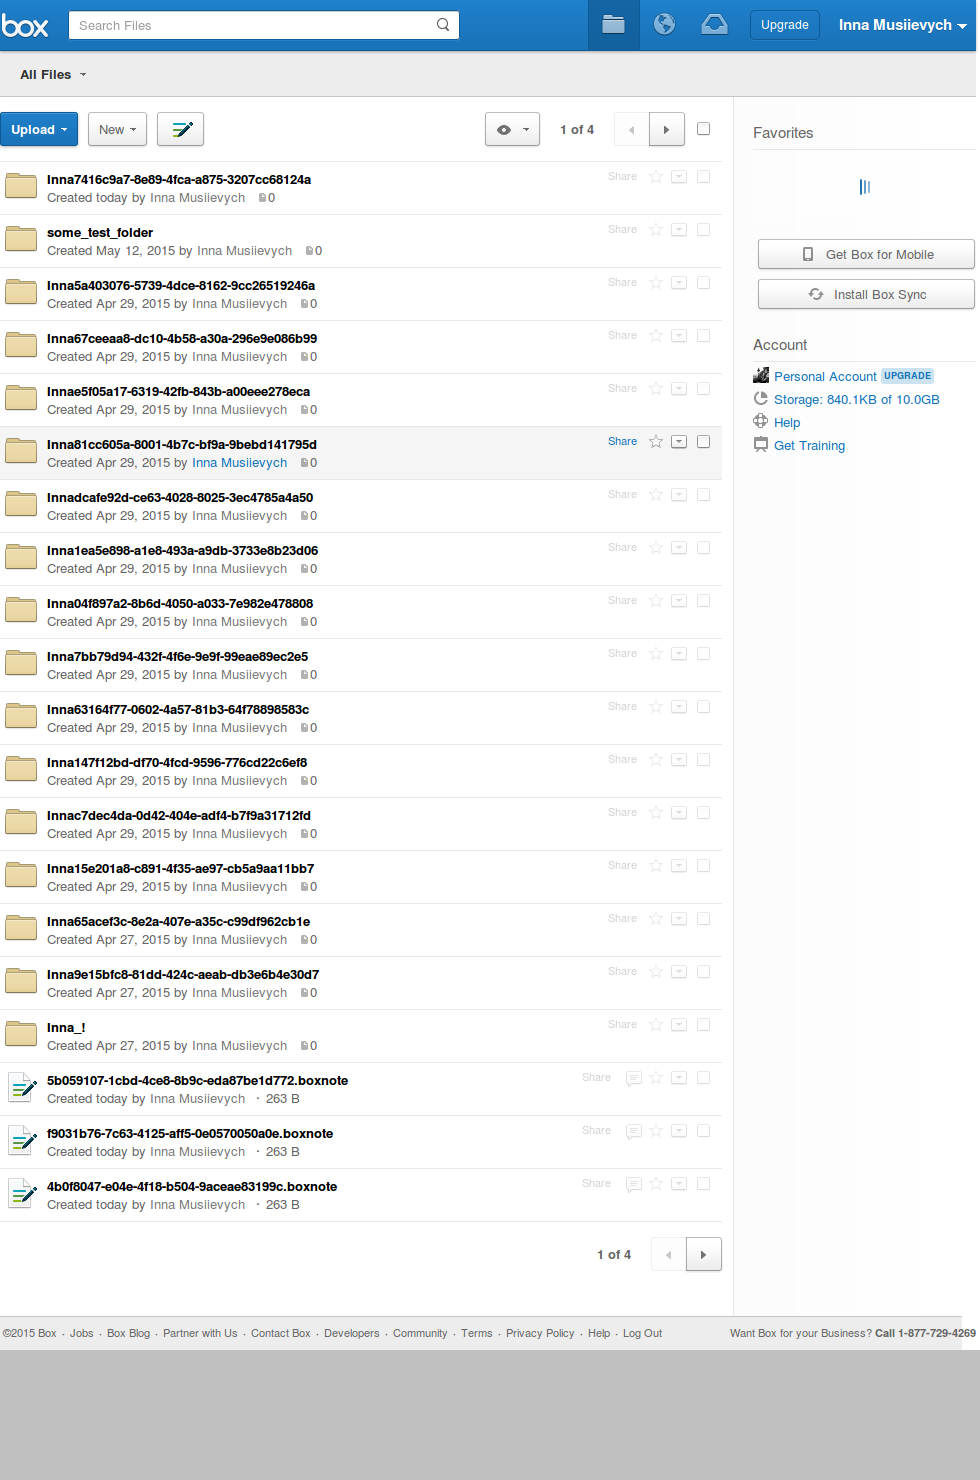 box Search Files Upgrade Inna Musiievych
All Files
Upload New 1 of 4
Inna7416c9a7-8e89-4fca-a875-3207cc68124a Share
Created today by Inna Musiievych 0
some_test_folder Share
Created May 12, 2015 by Inna Musiievych 0
Inna5a403076-5739-4dce-8162-9cc26519246a Share
Created Apr 29, 2015 by Inna Musiievych 0
Inna67ceeaa8-dc10-4b58-a30a-296e9e086b99 Share
Created Apr 29, 2015 by Inna Musiievych 0
Innae5f05a17-6319-42fb-843b-a00eee278eca Share
Created Apr 29, 2015 by Inna Musiievych 0
Inna81cc605a-8001-4b7c-bf9a-9bebd141795d Share
Created Apr 29, 2015 by Inna Musiievych 0
Innadcafe92d-ce63-4028-8025-3ec4785a4a50 Share
Created Apr 29, 2015 by Inna Musiievych 0
Inna1ea5e898-a1e8-493a-a9db-3733e8b23d06 Share
Created Apr 29, 2015 by Inna Musiievych 0
Inna04f897a2-8b6d-4050-a033-7e982e478808 Share
Created Apr 29, 2015 by Inna Musiievych 0
Inna7bb79d94-432f-4f6e-9e9f-99eae89ec2e5 Share
Created Apr 29, 2015 by Inna Musiievych 0
Inna63164f77-0602-4a57-81b3-64f78898583c Share
Created Apr 29, 2015 by Inna Musiievych 0
Inna147f12bd-df70-4fcd-9596-776cd22c6ef8 Share
Created Apr 29, 2015 by Inna Musiievych 0
Innac7dec4da-0d42-404e-adf4-b7f9a31712fd Share
Created Apr 29, 2015 by Inna Musiievych 0
Inna15e201a8-c891-4f35-ae97-cb5a9aa11bb7 Share
Created Apr 29, 2015 by Inna Musiievych 0
Inna65acef3c-8e2a-407e-a35c-c99df962cb1e Share
Created Apr 27, 2015 by Inna Musiievych 0
Inna9e15bfc8-81dd-424c-aeab-db3e6b4e30d7 Share
Created Apr 27, 2015 by Inna Musiievych 0
Inna_! Share
Created Apr 27, 2015 by Inna Musiievych 0
5b059107-1cbd-4ce8-8b9c-eda87be1d772.boxnote Share
Created today by Inna Musiievych · 263 B
f9031b76-7c63-4125-aff5-0e0570050a0e.boxnote Share
Created today by Inna Musiievych · 263 B
4b0f8047-e04e-4f18-b504-9aceae83199c.boxnote Share
Created today by Inna Musiievych · 263 B
1 of 4
Favorites
Get Box for Mobile
Install Box Sync
Account
Personal Account UPGRADE
Storage: 840.1KB of 10.0GB
Help
Get Training
©2015 Box · Jobs · Box Blog · Partner with Us · Contact Box · Developers · Community · Terms · Privacy Policy · Help · Log Out Want Box for your Business? Call 1-877-729-4269